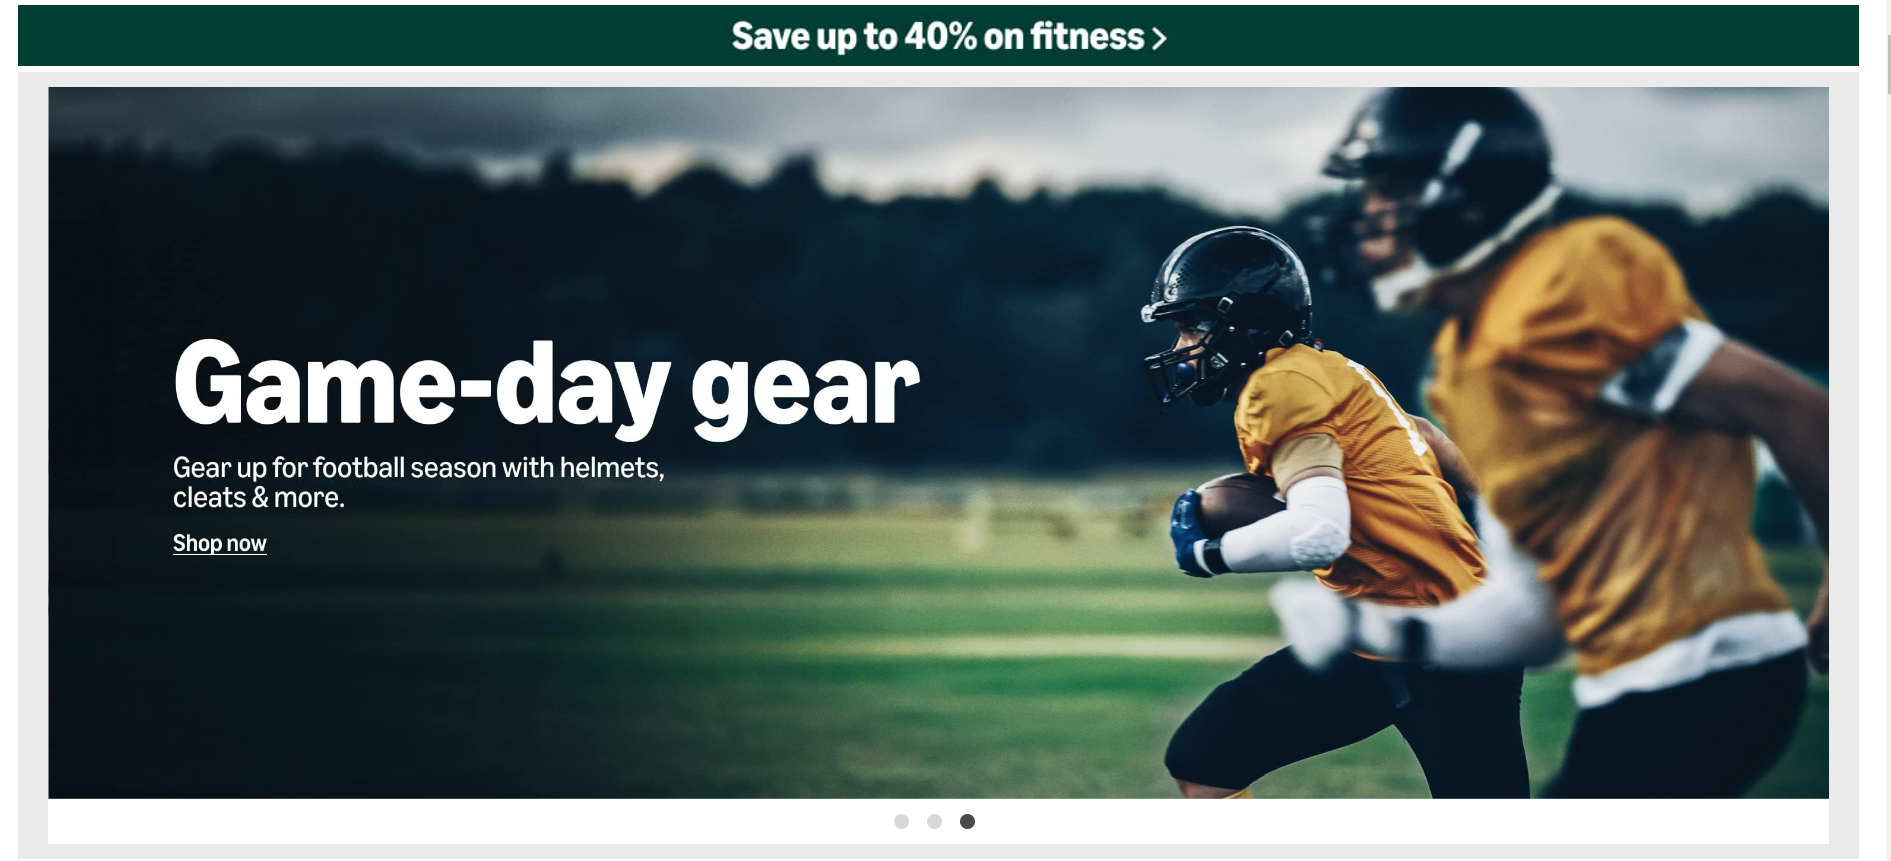 Save up to 40% on fitness >
Game-day gear
Gear up for football season with helmets,
cleats & more.
Shop now